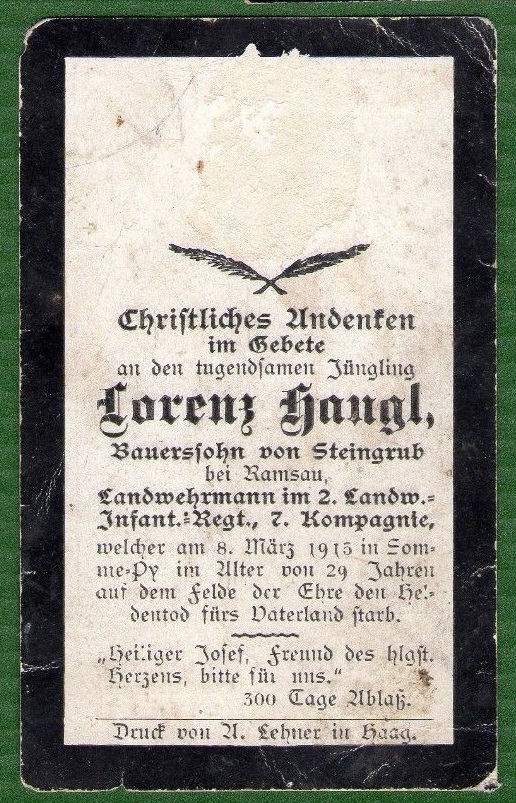 Christliches Andenken
im Gebete
an den tugendsamen Jüngling
Lorenz Hangl,
Bauerssohn von Steingrub
bei Ramsau,
Landwehrmann im 2. Landw.-
Infant.-Regt., 7. Kompagnie,
welcher am 8. März 1915 in Som-
me-Py im Alter von 29 Jahren
auf dem Felde der Ehre den Hel-
dentod fürs Vaterland starb.
„Heiliger Josef, Freund des hlgst.
Herzens, bitte für uns."
300 Tage Ablaß.
Druck von A. Lehner in Haag.